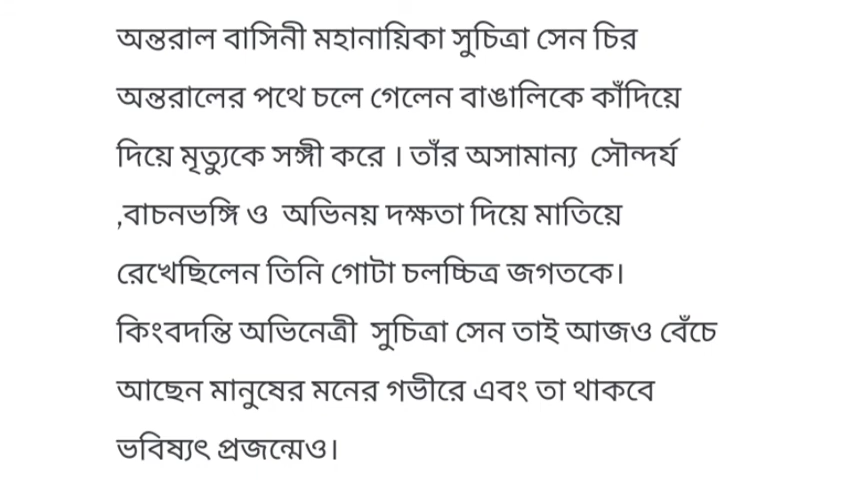 অন্তরাল বাসিনী মহানায়িকা সুচিত্রা সেন চির
অন্তরালের পথে চলে গেলেন বাঙালিকে কাঁদিয়ে
দিয়ে মৃত্যুকে সঙ্গী করে । তাঁর অসামান্য সৌন্দর্য
,বাচনভঙ্গি ও অভিনয় দক্ষতা দিয়ে মাতিয়ে
রেখেছিলেন তিনি গোটা চলচ্চিত্র জগতকে।
কিংবদন্তি অভিনেত্রী সুচিত্রা সেন তাই আজও বেঁচে
আছেন মানুষের মনের গভীরে এবং তা থাকবে
ভবিষ্যৎ প্রজন্মেও।